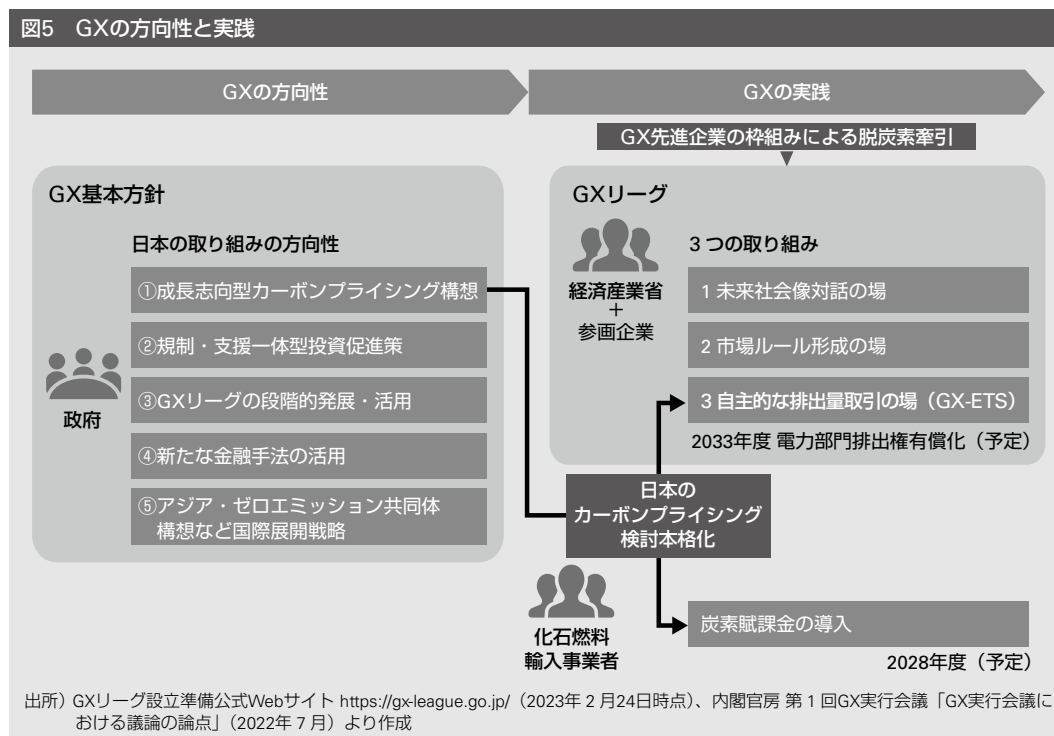 図5 GXの方向性と実践
GXの方向性
GXの実践
GX先進企業の枠組みによる脱炭素牽引
GX基本方針
日本の取り組みの方向性
①成長志向型カーボンプライシング構想
②規制・支援一体型投資促進策
③GXリーグの段階的発展・活用
④新たな金融手法の活用
⑤アジア・ゼロエミッション共同体
構想など国際展開戦略
政府
GXリーグ
経済産業省
+
参画企業
3つの取り組み
1 未来社会像対話の場
2 市場ルール形成の場
3 自主的な排出量取引の場（GX-ETS）
2033年度 電力部門排出権有償化（予定）
日本の
カーボンプライシング
検討本格化
化石燃料
輸入事業者
炭素賦課金の導入
2028年度（予定）
出所）GXリーグ設立準備公式Webサイト https://gx-league.go.jp/（2023年2月24日時点）、内閣官房 第1回GX実行会議「GX実行会議に
おける議論の論点」（2022年7月）より作成